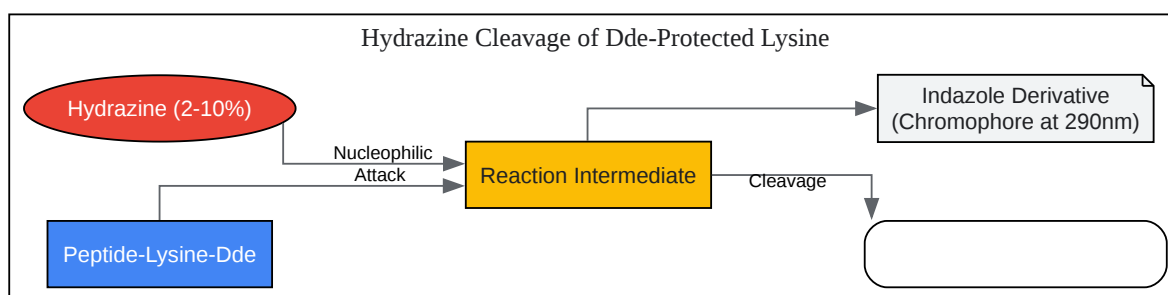 Hydrazine Cleavage of Dde-Protected Lysine
Hydrazine (2-10%)
Indazole Derivative
(Chromophore at 290nm)
Nucleophilic
Attack
Reaction Intermediate
Cleavage
Peptide-Lysine-Dde